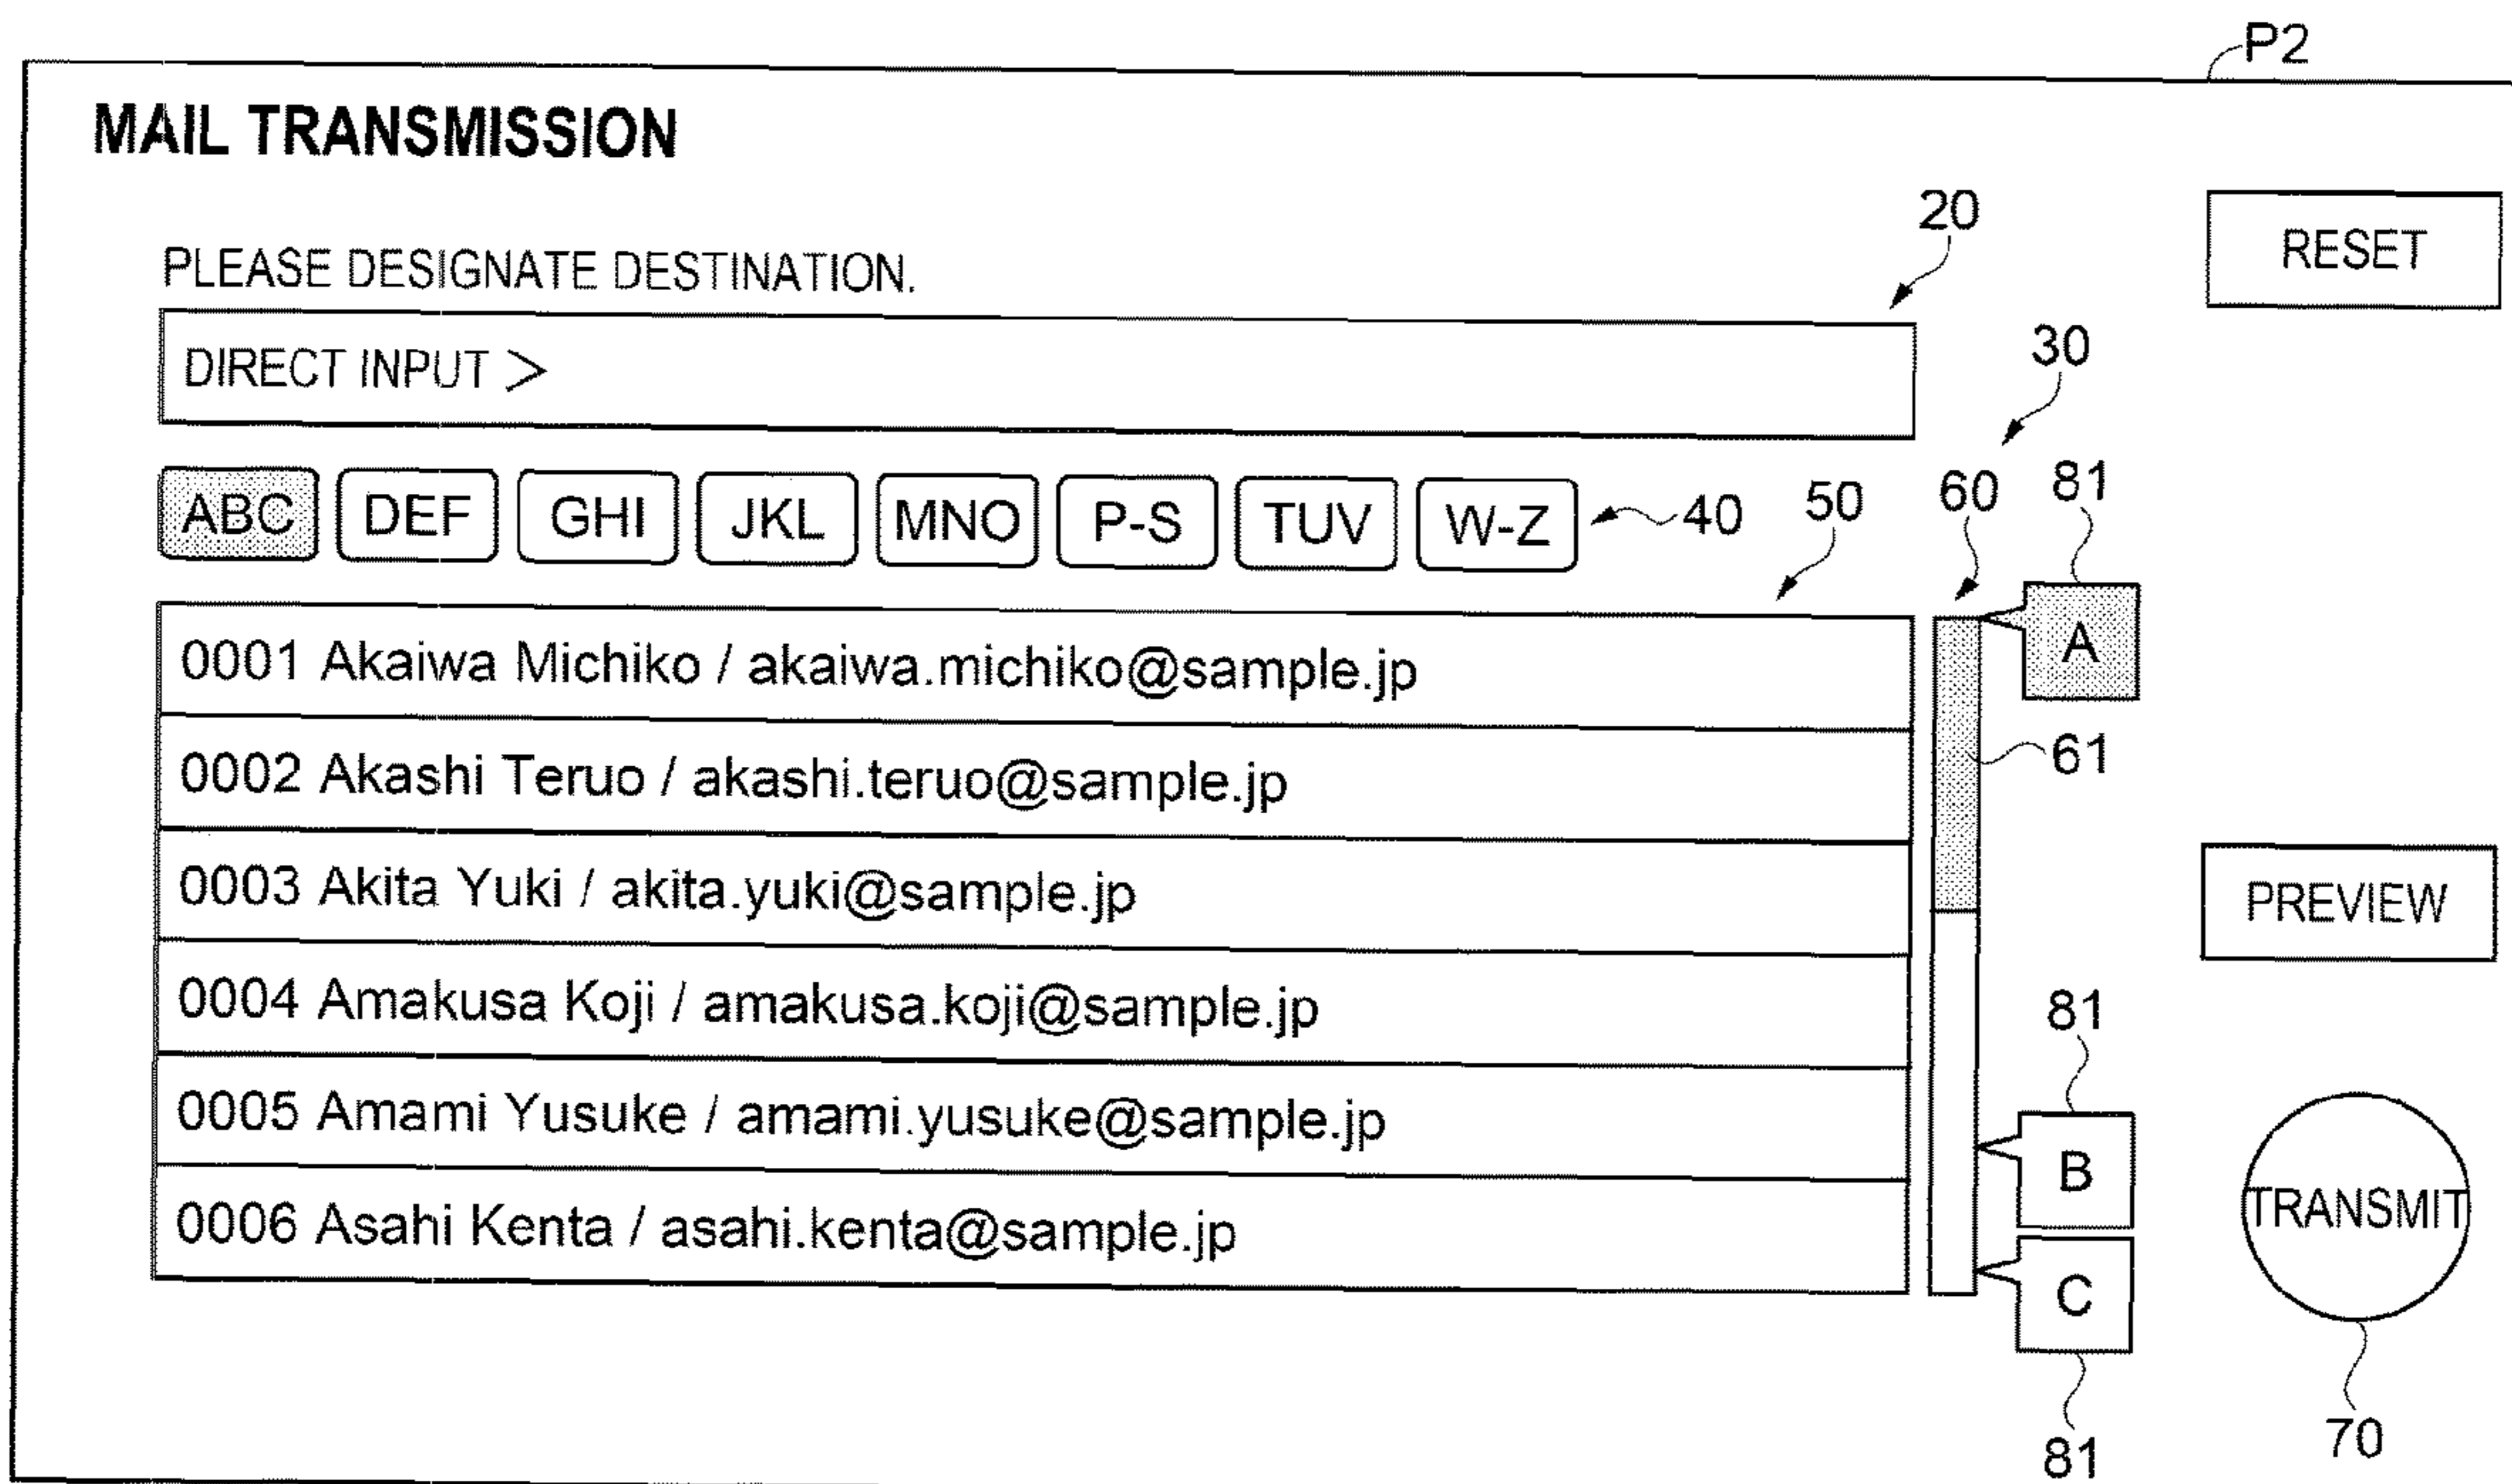 P2
MAIL TRANSMISSION
20
RESET
PLEASE DESIGNATE DESTINATION.
30
DIRECT INPUT >
ABC DEF GHI JKL MNO P-S TUV W-Z 40 50 60 81
A
0001 Akaiwa Michiko / akaiwa.michiko@sample.jp
61
0002 Akashi Teruo / akashi.teruo@sample.jp
0003 Akita Yuki / akita.yuki@sample.jp
PREVIEW
0004 Amakusa Koji / amakusa.koji@sample.jp
81
0005 Amami Yusuke / amami.yusuke@sample.jp
B
TRANSMIT
0006 Asahi Kenta / asahi.kenta@sample.jp
C
70
81